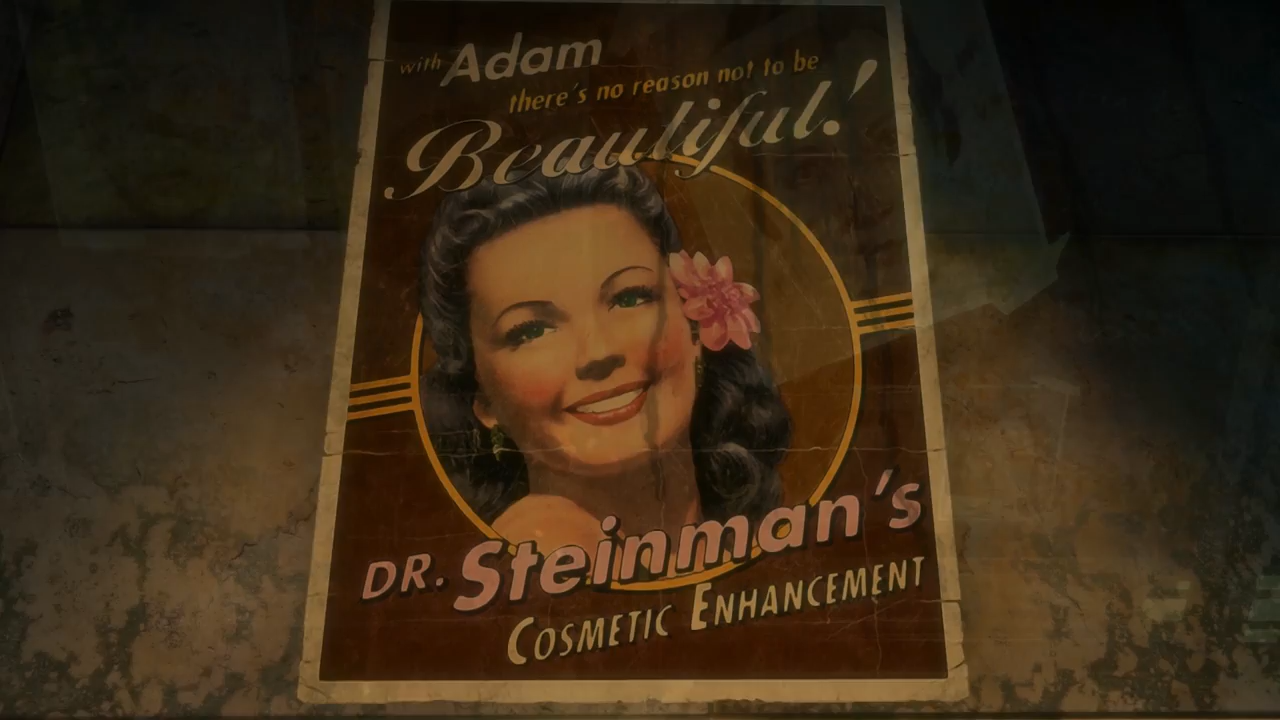 with Adam
there's no reason not to be
Beautiful!
DR. Steinman's
COSMETIC ENHANCEMENT